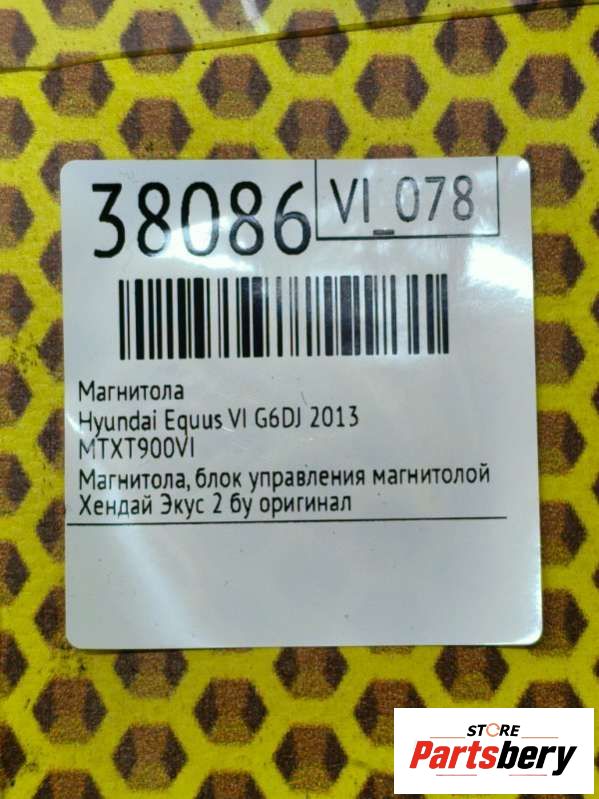 38086
VI_078
Магнитола
Hyundai Equus VI G6DJ 2013
MTXT900VI
Магнитола, блок управления магнитолой
Хендай Экус 2 бу оригинал
STORE
Partsbery